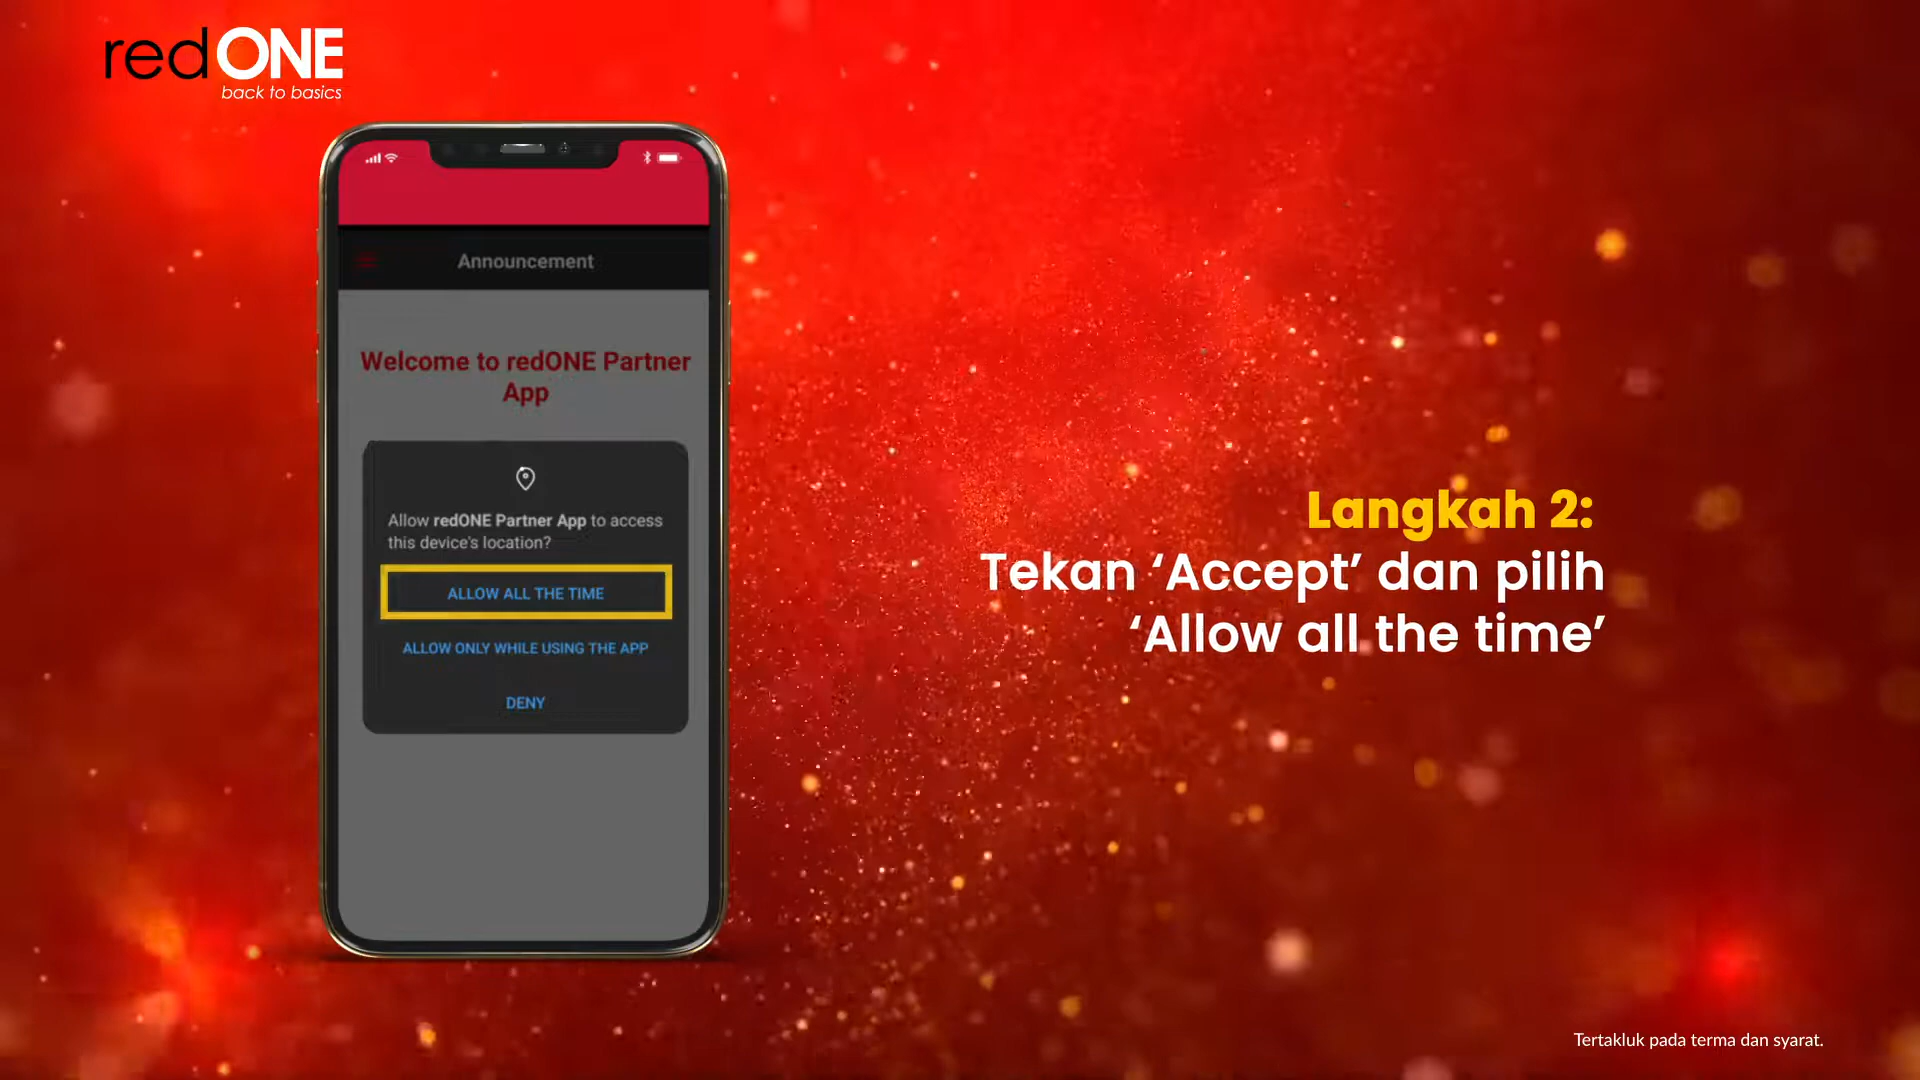 redONE
back to basics
Announcement
Welcome to redONE Partner
App
Allow redONE Partner App to access
this device's location?
ALLOW ALL THE TIME
ALLOW ONLY WHILE USING THE APP
DENY
Langkah 2:
Tekan ‘Accept’ dan pilih
‘Allow all the time’
Tertakluk pada terma dan syarat.